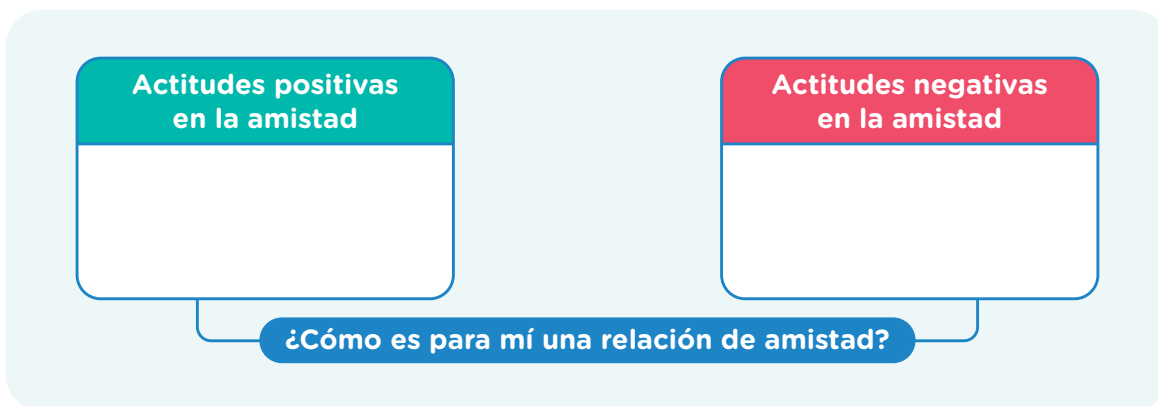 Actitudes positivas
en la amistad
Actitudes negativas
en la amistad
¿Cómo es para mí una relación de amistad?